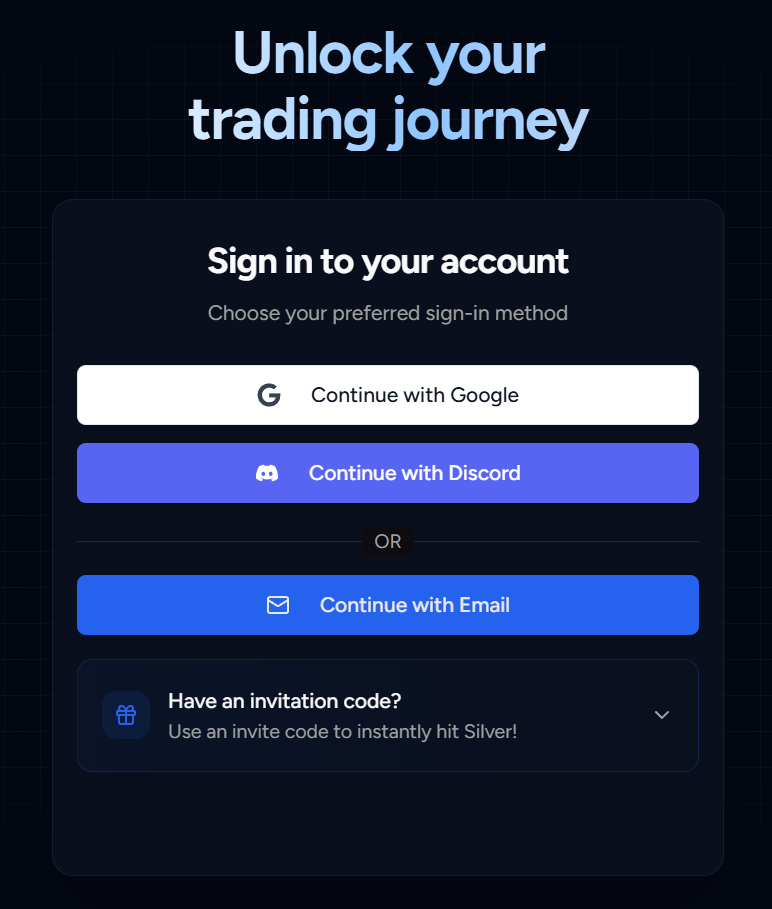 Unlock your
trading journey
Sign in to your account
Choose your preferred sign-in method
Continue with Google
Continue with Discord
OR
Continue with Email
Have an invitation code?
Use an invite code to instantly hit Silver!